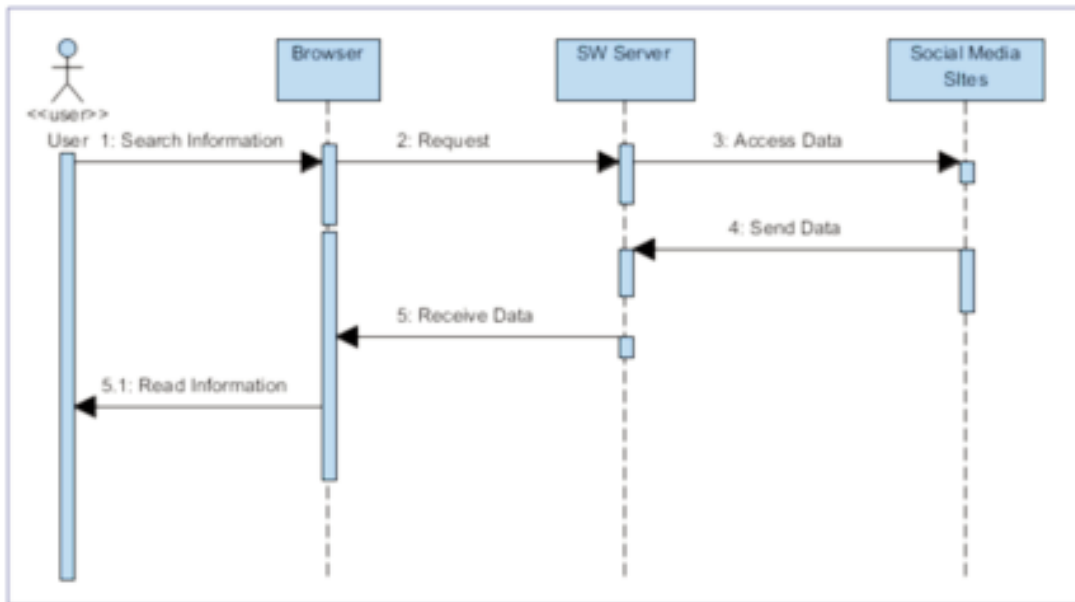 Browser
SW Server
Social Media
SItes
<<user>>
User
1: Search Information
2: Request
3: Access Data
4: Send Data
5: Receive Data
5.1: Read Information